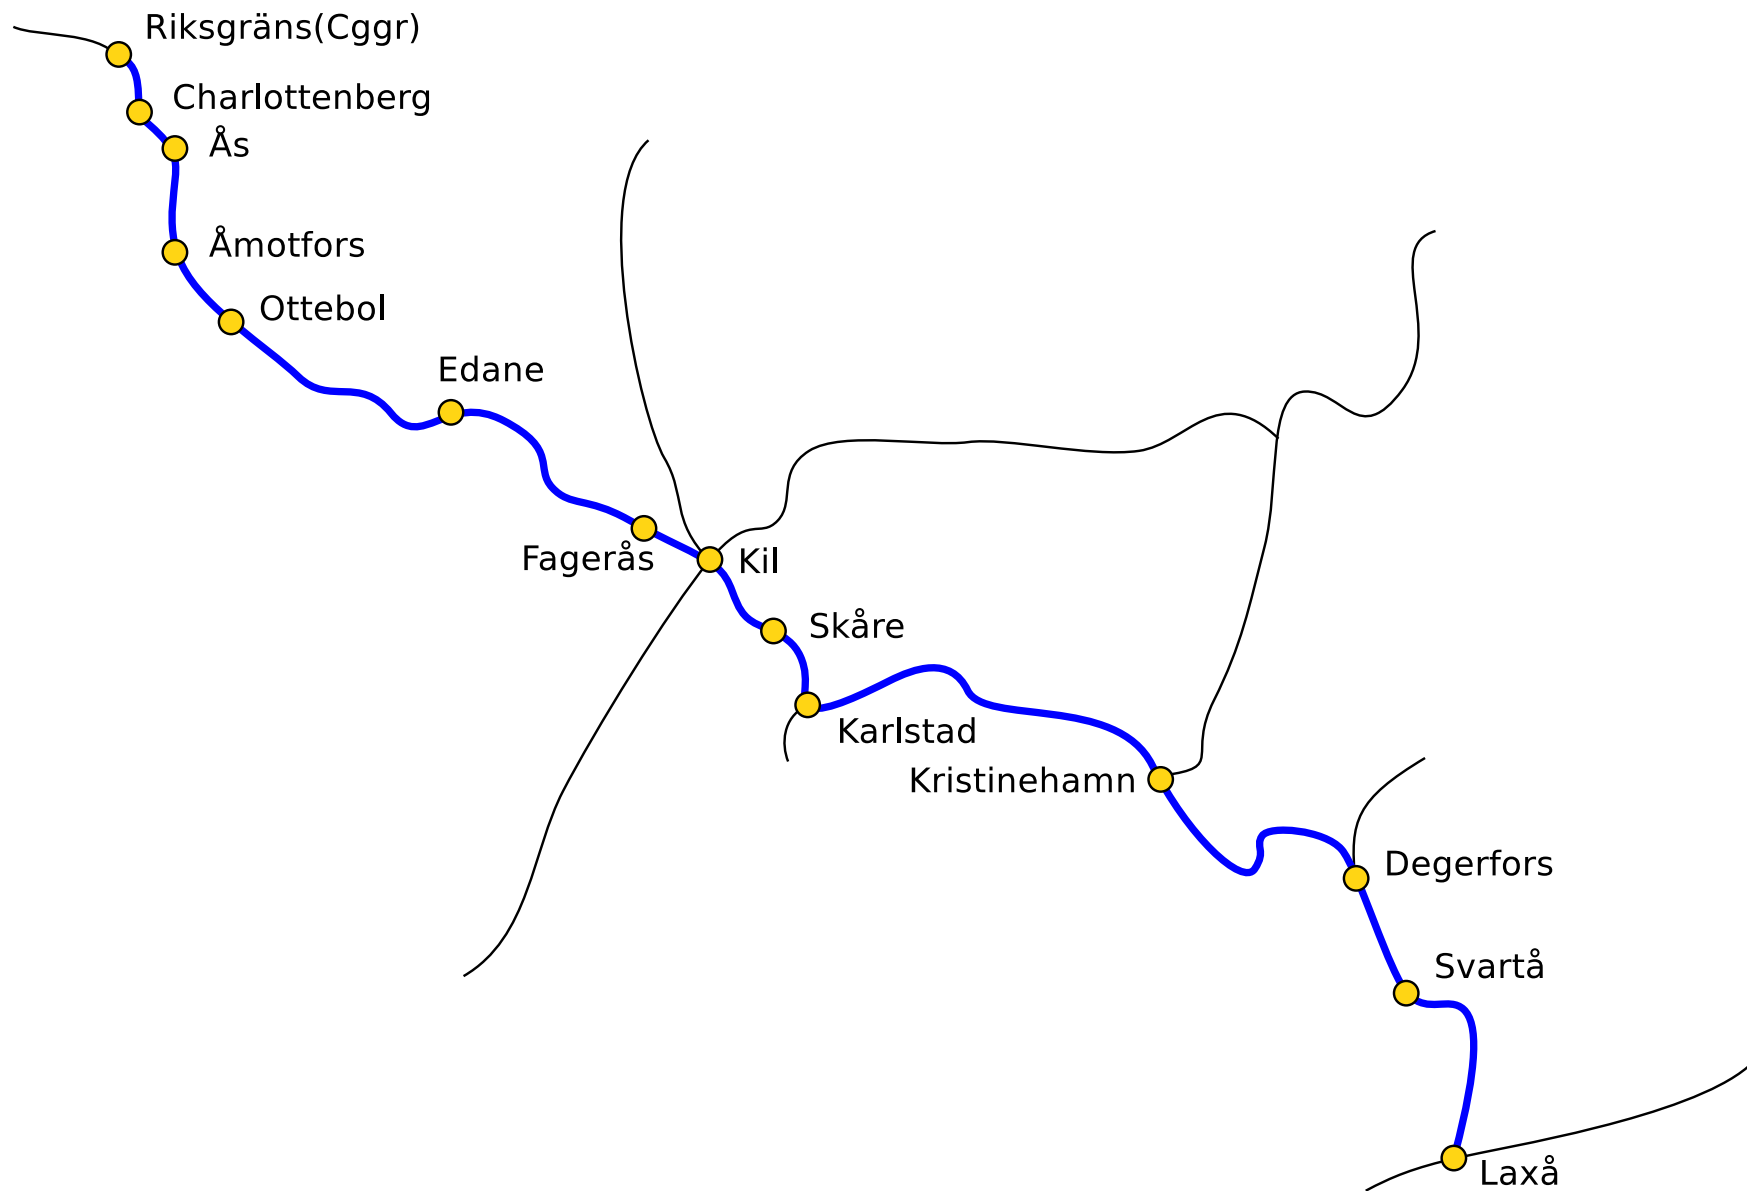 Riksgräns(Cggr)
Charlottenberg
Ås
Åmotfors
Ottebol
Edane
Fagerås
Kil
Skåre
Karlstad
Kristinehamn
Degerfors
Svartå
Laxå